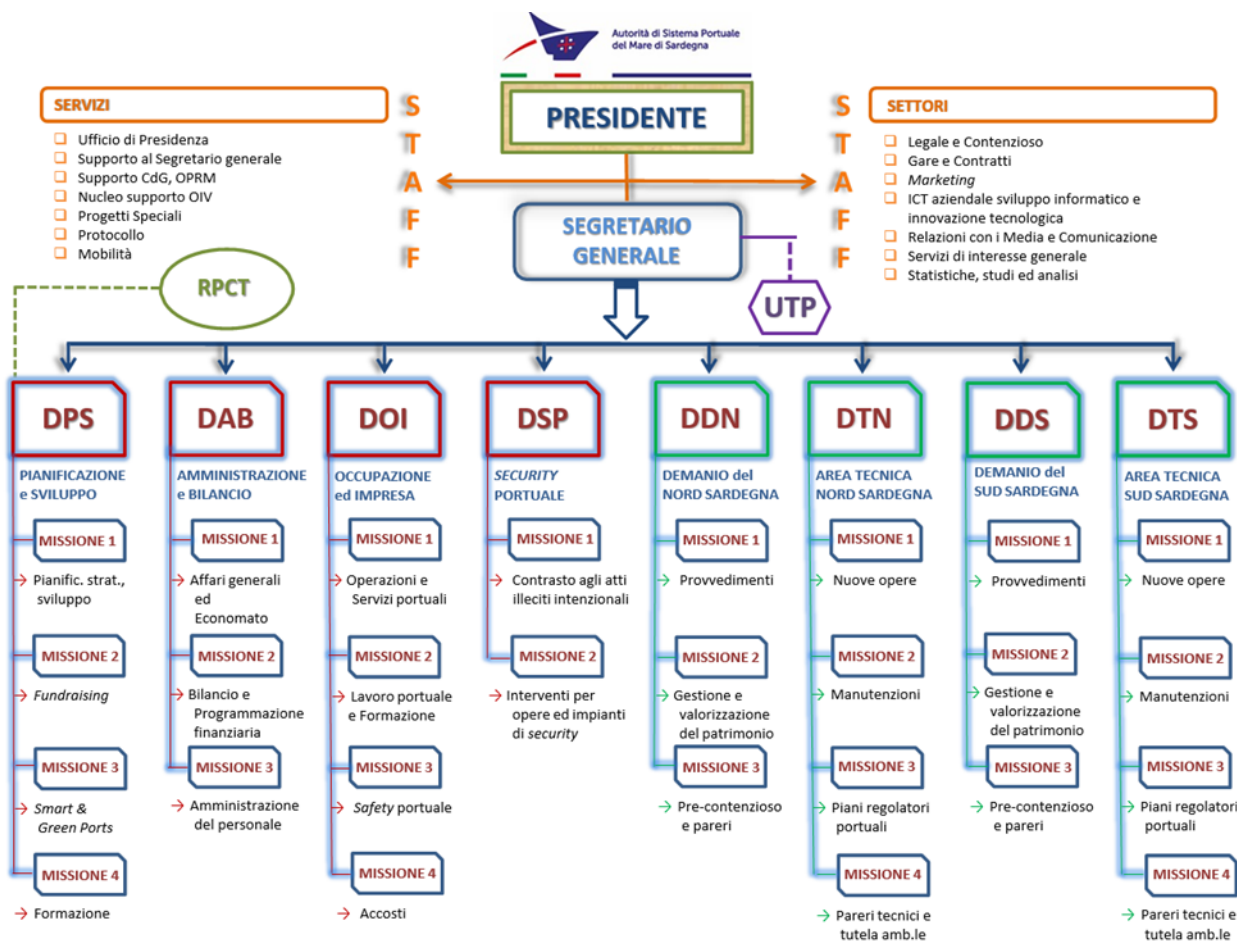 Autorità di Sistema Portuale
del Mare di Sardegna
PRESIDENTE
SERVIZI
Ufficio di Presidenza
Supporto al Segretario generale
Supporto CdG, OPRM
Nucleo supporto OIV
Progetti Speciali
Protocollo
Mobilità
STAFF
STAFF
SETTORI
Legale e Contenzioso
Gare e Contratti
Marketing
ICT aziendale sviluppo informatico e
innovazione tecnologica
Relazioni con i Media e Comunicazione
Servizi di interesse generale
Statistiche, studi ed analisi
SEGRETARIO
GENERALE
RPCT
UTP
DPS
PIANIFICAZIONE
e SVILUPPO
MISSIONE 1
Pianific. strat.,
sviluppo
MISSIONE 2
Fundraising
MISSIONE 3
Smart &
Green Ports
MISSIONE 4
Formazione
DAB
AMMINISTRAZIONE
e BILANCIO
MISSIONE 1
Affari generali
ed
Economato
MISSIONE 2
Bilancio e
Programmazione
finanziaria
MISSIONE 3
Amministrazione
del personale
DOI
OCCUPAZIONE
ed IMPRESA
MISSIONE 1
Operazioni e
Servizi portuali
MISSIONE 2
Lavoro portuale
e Formazione
MISSIONE 3
Safety portuale
MISSIONE 4
Accosti
DSP
SECURITY
PORTUALE
MISSIONE 1
Contrasto agli atti
illeciti intenzionali
MISSIONE 2
Interventi per
opere ed impianti
di security
DDN
DEMANIO del
NORD SARDEGNA
MISSIONE 1
Provvedimenti
MISSIONE 2
Gestione e
valorizzazione
del patrimonio
MISSIONE 3
Pre-contenzioso
e pareri
DTN
AREA TECNICA
NORD SARDEGNA
MISSIONE 1
Nuove opere
MISSIONE 2
Manutenzioni
MISSIONE 3
Piani regolatori
portuali
MISSIONE 4
Pareri tecnici e
tutela amb.le
DDS
DEMANIO del
SUD SARDEGNA
MISSIONE 1
Provvedimenti
MISSIONE 2
Gestione e
valorizzazione
del patrimonio
MISSIONE 3
Pre-contenzioso
e pareri
DTS
AREA TECNICA
SUD SARDEGNA
MISSIONE 1
Nuove opere
MISSIONE 2
Manutenzioni
MISSIONE 3
Piani regolatori
portuali
MISSIONE 4
Pareri tecnici e
tutela amb.le